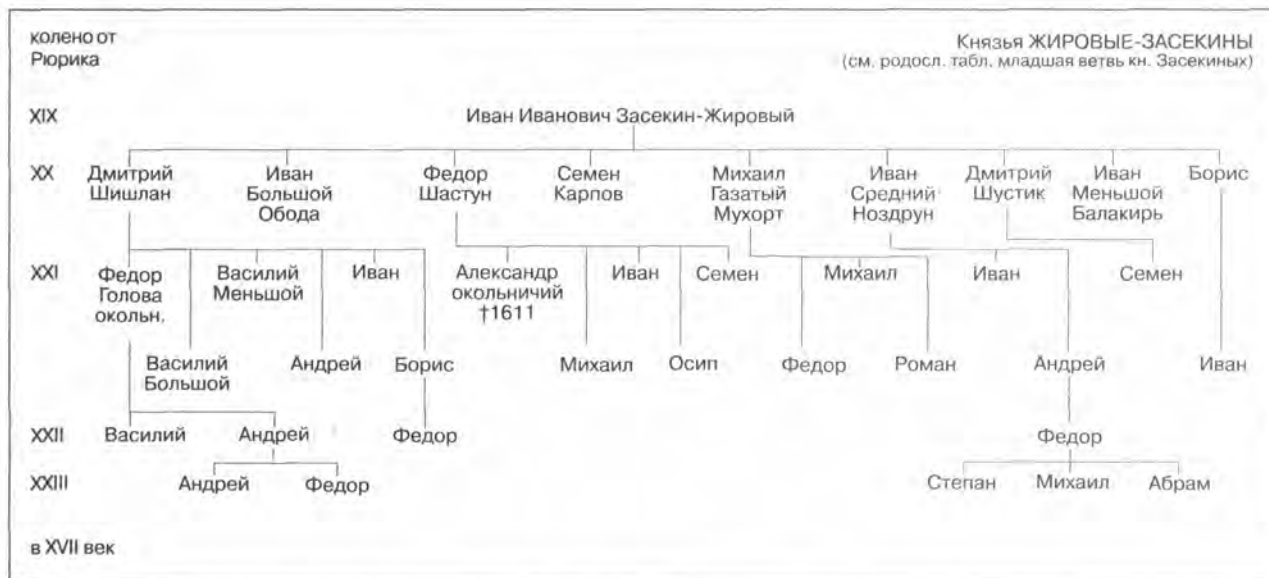 колено от
Рюрика
Князья ЖИРОВЫЕ-ЗАСЕКИНЫ
(см. родосл. табл. младшая ветвь кн. Засекиных)
XIX
Иван Иванович Засекин-Жировый
XX
Дмитрий
Шишлан
Иван
Большой
Обода
Федор
Шастун
Семен
Карпов
Михаил
Газатый
Мухорт
Иван
Средний
Ноздрун
Дмитрий
Шустик
Иван
Меньшой
Балакирь
Борис
XXI
Федор
Голова
окольн.
Василий
Меньшой
Иван
Александр
окольничий
†1611
Иван
Семен
Михаил
Иван
Семен
Василий
Большой
Андрей
Борис
Михаил
Осип
Федор
Роман
Андрей
Иван
XXII
Василий
Андрей
Федор
Федор
XXIII
Андрей
Федор
Степан
Михаил
Абрам
в XVII век